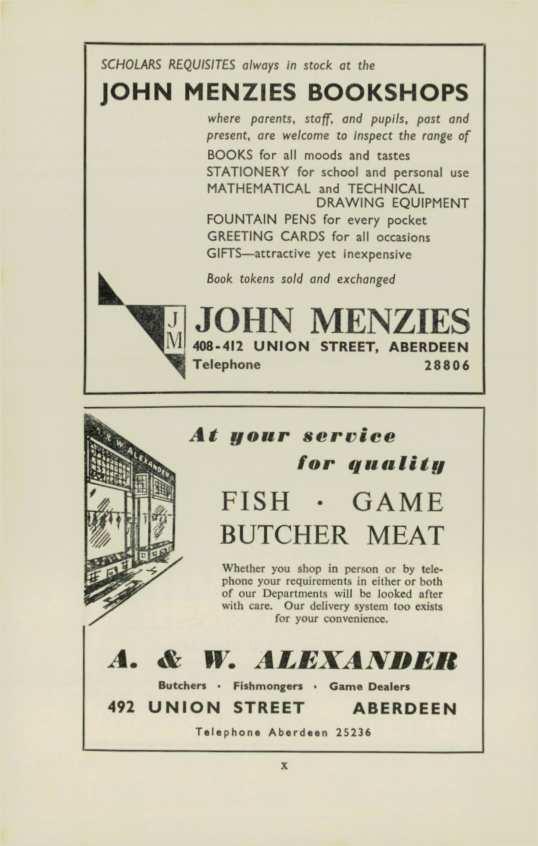 SCHOLARS REQUISITES always in stock at the
JOHN MENZIES BOOKSHOPS
where parents, staff, and pupils, past and
present, are welcome to inspect the range of
BOOKS for all moods and tastes
STATIONERY for school and personal use
MATHEMATICAL and TECHNICAL
DRAWING EQUIPMENT
FOUNTAIN PENS for every pocket
GREETING CARDS for all occasions
GIFTS—attractive yet inexpensive
Book tokens sold and exchanged
J
M
JOHN MENZIES
408-412 UNION STREET, ABERDEEN
Telephone 28806
& W. ALEXANDER
At your service
for quality
FISH · GAME
BUTCHER MEAT
Whether you shop in person or by tele-
phone your requirements in either or both
of our Departments will be looked after
with care. Our delivery system too exists
for your convenience.
A. & W. ALEXANDER
Butchers · Fishmongers · Game Dealers
492 UNION STREET ABERDEEN
Telephone Aberdeen 25236
x